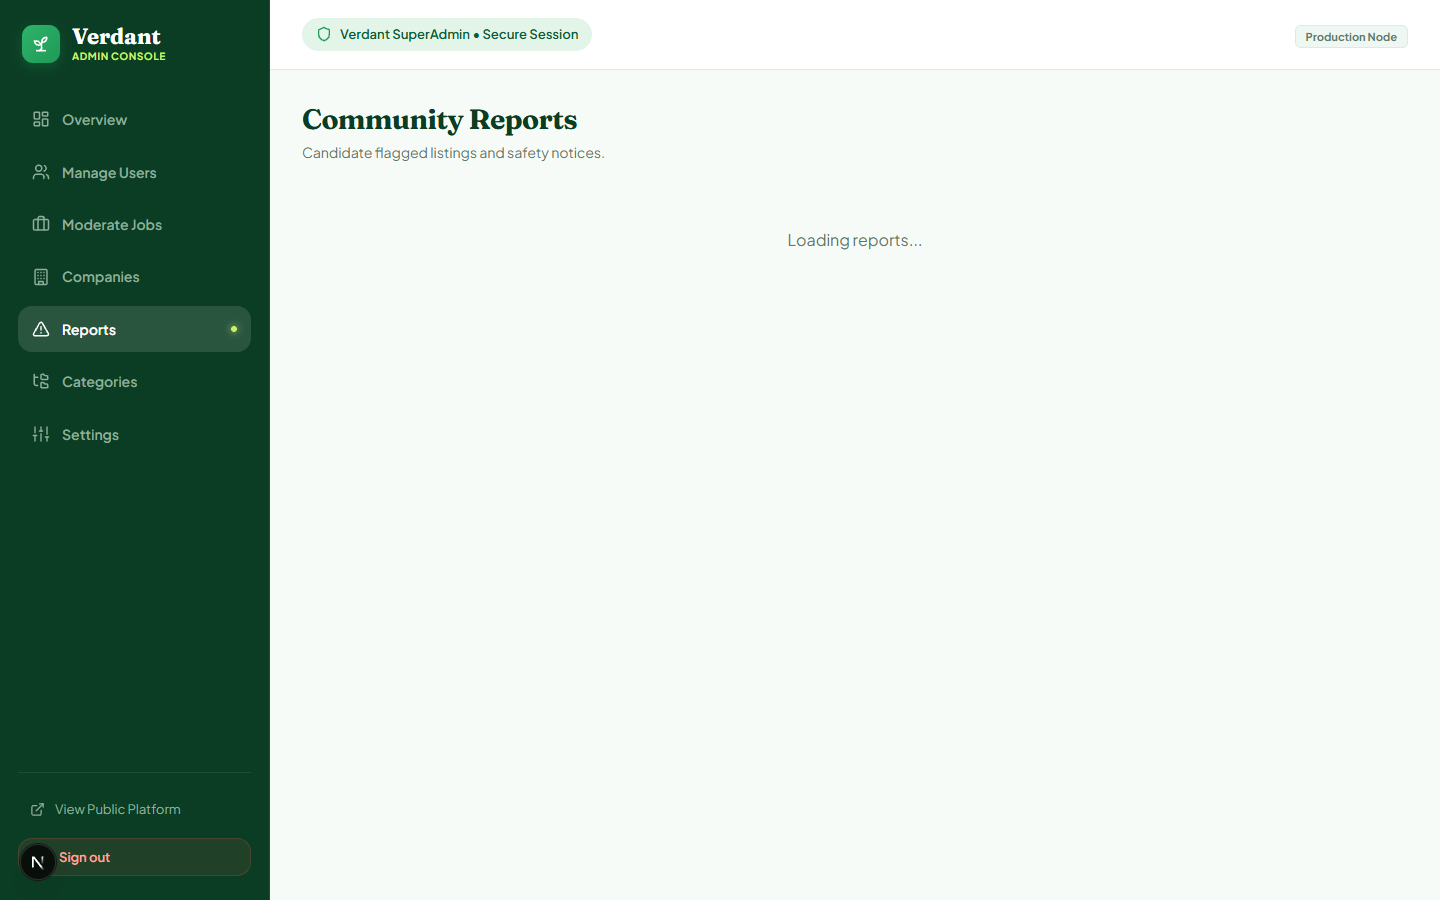 Verdant
ADMIN CONSOLE
Overview
Manage Users
Moderate Jobs
Companies
Reports
Categories
Settings
View Public Platform
N
Sign out
Verdant SuperAdmin • Secure Session
Production Node
Community Reports
Candidate flagged listings and safety notices.
Loading reports...